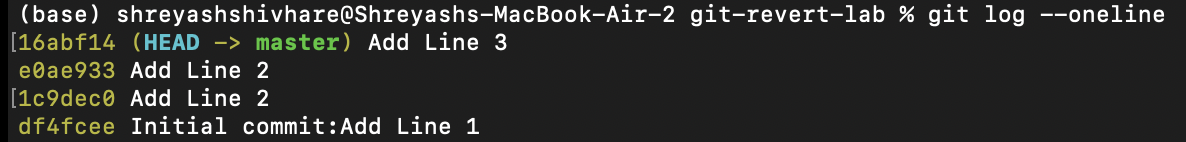 (base) shreyashshivhare@Shreyashs-MacBook-Air-2 git-revert-lab % git log --oneline
[16abf14 (HEAD -> master) Add Line 3
e0ae933 Add Line 2
[1c9dec0 Add Line 2
df4fcee Initial commit:Add Line 1